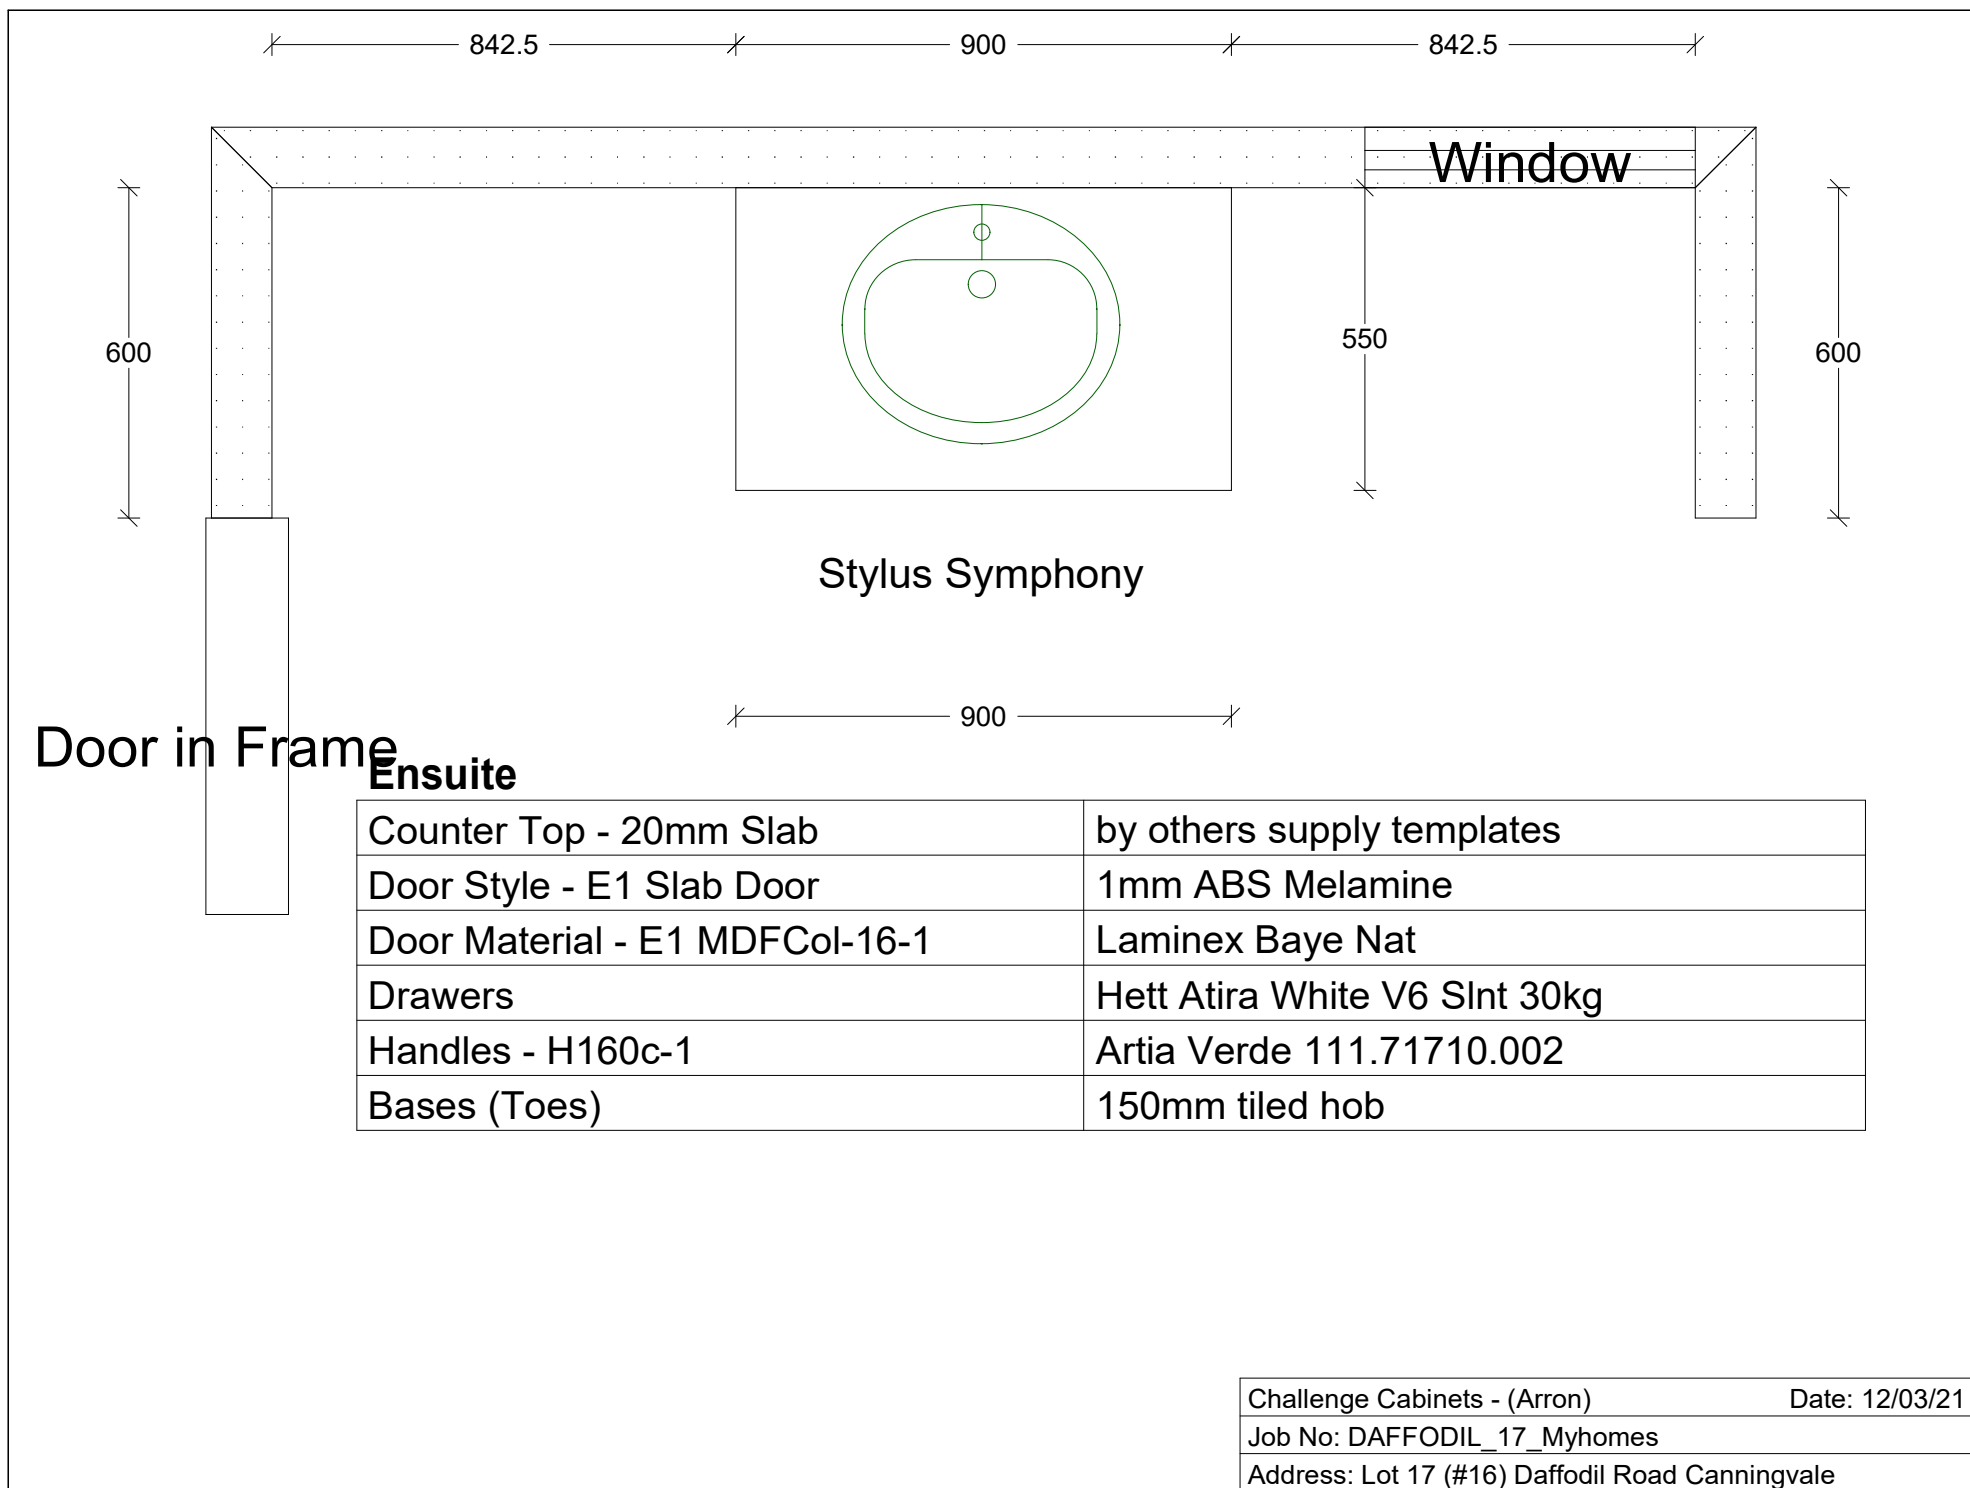 842.5 900 842.5
Window
600 550 600
Stylus Symphony
900
Door in Frame
Ensuite
Counter Top - 20mm Slab by others supply templates
Door Style - E1 Slab Door 1mm ABS Melamine
Door Material - E1 MDFCol-16-1 Laminex Baye Nat
Drawers Hett Atira White V6 Slnt 30kg
Handles - H160c-1 Artia Verde 111.71710.002
Bases (Toes) 150mm tiled hob
Challenge Cabinets - (Arron) Date: 12/03/21
Job No: DAFFODIL_17_Myhomes
Address: Lot 17 (#16) Daffodil Road Canningvale